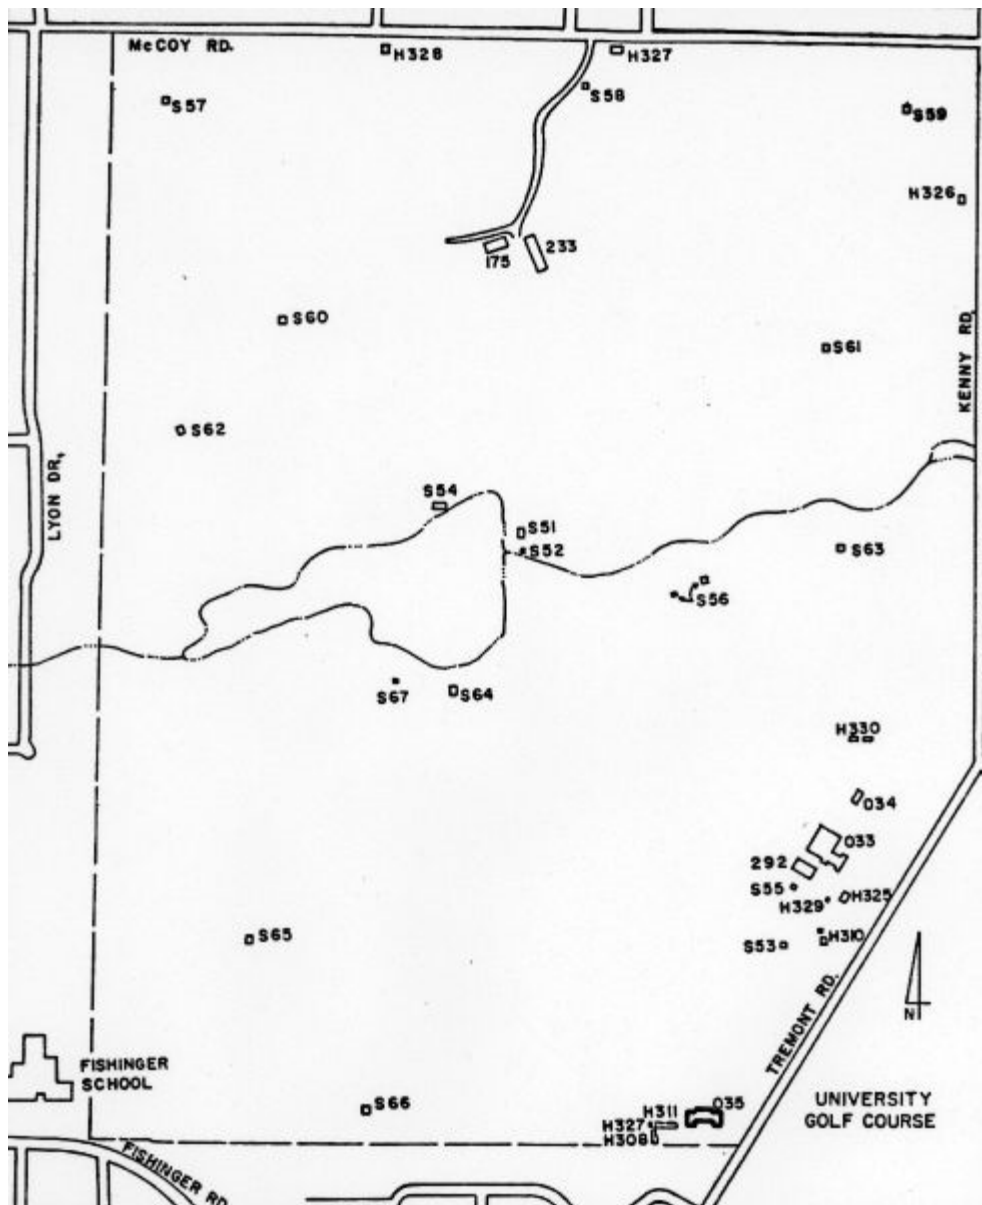 McCOY RD.
H328
H327
S57
S58
S59
H326
175
233
S60
S61
KENNY RD.
S62
LYON DR.
S54
S51
S52
S63
S56
S67
S64
H330
034
033
292
S55
H329
H325
S65
S53
H310
N
TREMONT RD.
FISHINGER
SCHOOL
S66
H311
035
H327
H308
UNIVERSITY
GOLF COURSE
FISHINGER RD.